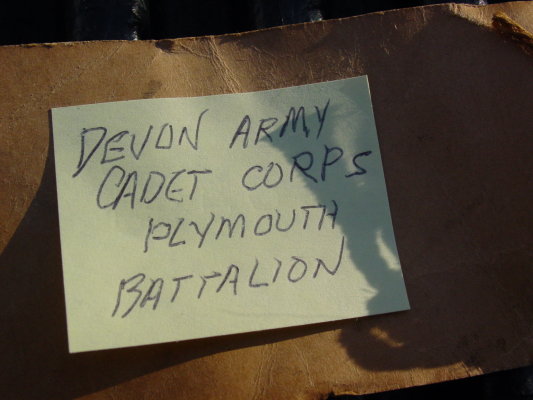 DEVON ARMY
CADET CORPS
PLYMOUTH
BATTALION